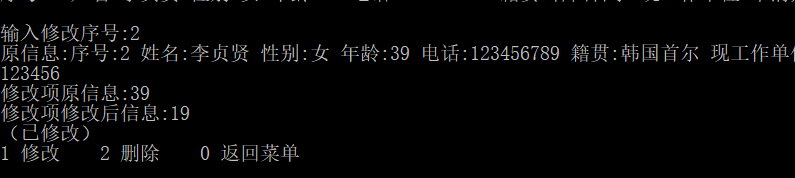 输入修改序号:2
原信息:序号:2 姓名:李贞贤 性别:女 年龄:39 电话:123456789 籍贯:韩国首尔 现工作单
123456
修改项原信息:39
修改项修改后信息:19
（已修改）
1 修改 2 删除 0 返回菜单